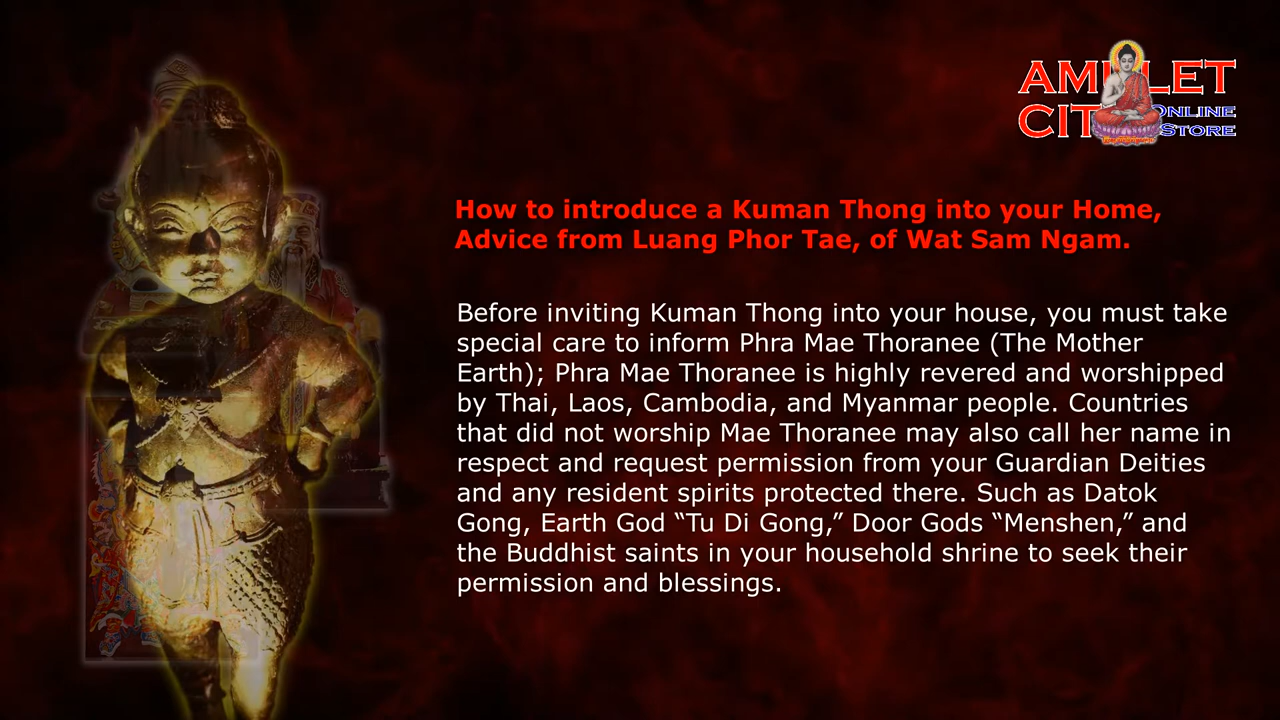 AMULET
CITY ONLINE
STORE
How to introduce a Kuman Thong into your Home,
Advice from Luang Phor Tae, of Wat Sam Ngam.
Before inviting Kuman Thong into your house, you must take
special care to inform Phra Mae Thoranee (The Mother
Earth); Phra Mae Thoranee is highly revered and worshipped
by Thai, Laos, Cambodia, and Myanmar people. Countries
that did not worship Mae Thoranee may also call her name in
respect and request permission from your Guardian Deities
and any resident spirits protected there. Such as Datok
Gong, Earth God “Tu Di Gong,” Door Gods “Menshen,” and
the Buddhist saints in your household shrine to seek their
permission and blessings.